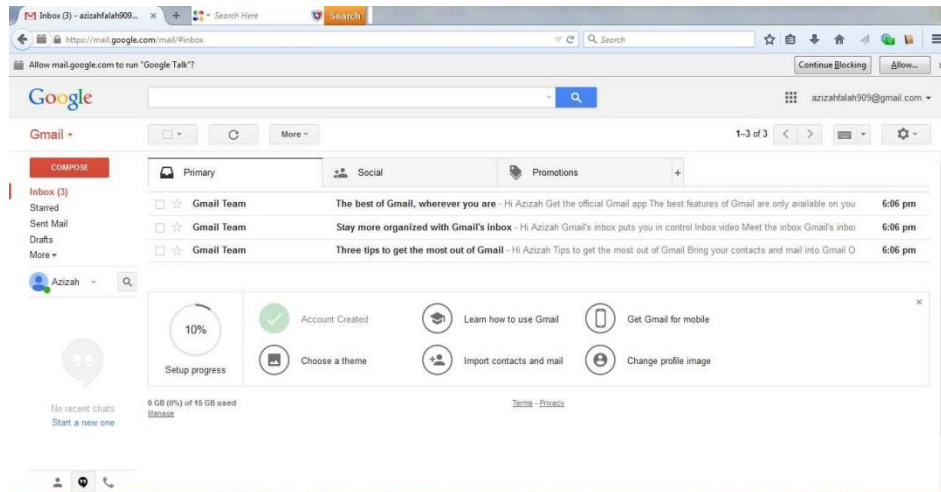 Inbox (3) - azizahfalah909...
Search Here
Search
https://mail.google.com/mail/#inbox
Search
Allow mail.google.com to run "Google Talk"?
Continue Blocking
Allow...
Google
azizahfalah909@gmail.com
Gmail
More
1–3 of 3
COMPOSE
Primary
Social
Promotions
Inbox (3)
Starred
Sent Mail
Drafts
More
Gmail Team The best of Gmail, wherever you are - Hi Azizah Get the official Gmail app The best features of Gmail are only available on you 6:06 pm
Gmail Team Stay more organized with Gmail's inbox - Hi Azizah Gmail's inbox puts you in control Inbox video Meet the inbox Gmail's inbo 6:06 pm
Gmail Team Three tips to get the most out of Gmail - Hi Azizah Tips to get the most out of Gmail Bring your contacts and mail into Gmail O 6:06 pm
Azizah
10%
Setup progress
Account Created
Learn how to use Gmail
Get Gmail for mobile
Choose a theme
Import contacts and mail
Change profile image
No recent chats
Start a new one
0 GB (0%) of 15 GB used
Manage
Terms - Privacy